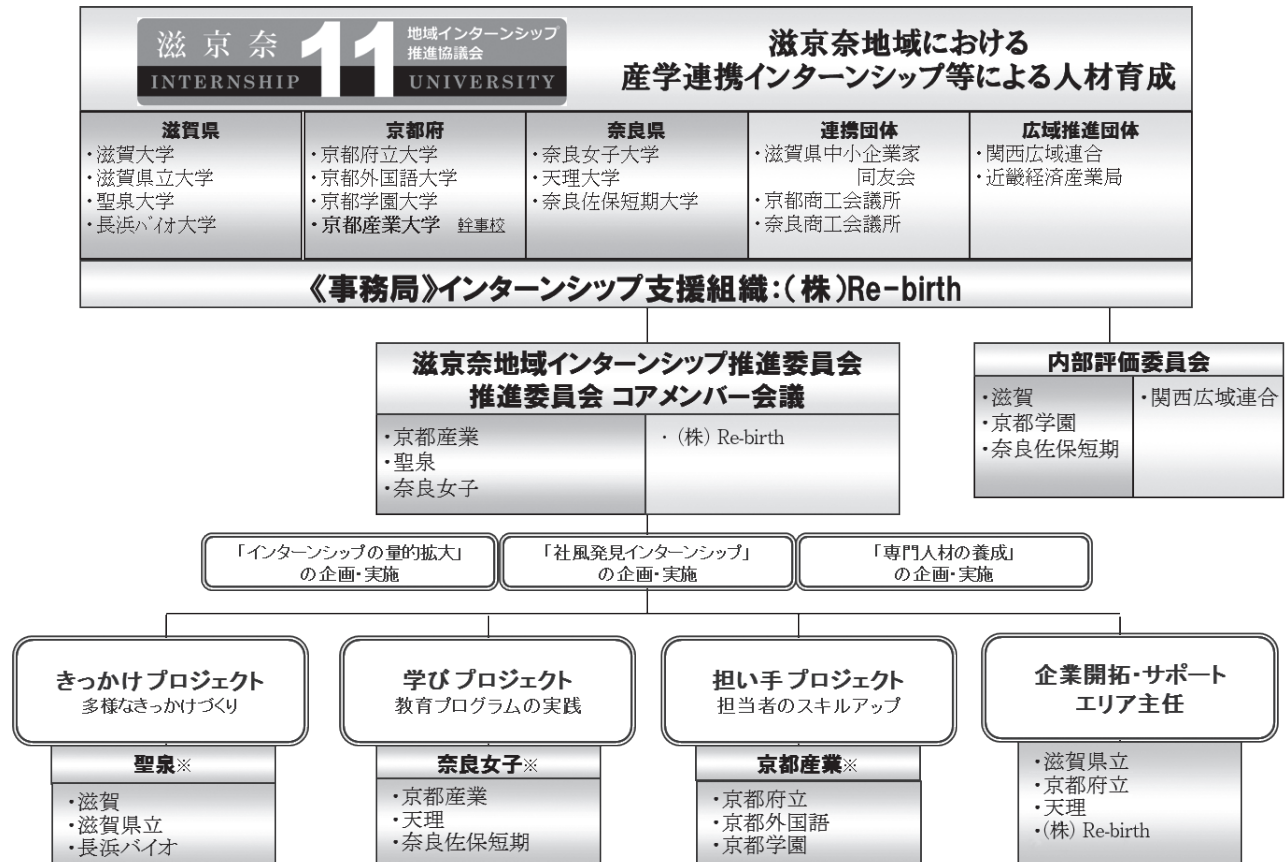 滋京奈 11 地域インターンシップ
推進協議会
INTERNSHIP UNIVERSITY
滋京奈地域における
産学連携インターンシップ等による人材育成
滋賀県
・滋賀大学
・滋賀県立大学
・聖泉大学
・長浜バイオ大学
京都府
・京都府立大学
・京都外国語大学
・京都学園大学
・京都産業大学 幹事校
奈良県
・奈良女子大学
・天理大学
・奈良佐保短期大学
連携団体
・滋賀県中小企業家
同友会
・京都商工会議所
・奈良商工会議所
広域推進団体
・関西広域連合
・近畿経済産業局
《事務局》インターンシップ支援組織:(株)Re-birth
滋京奈地域インターンシップ推進委員会
推進委員会 コアメンバー会議
・京都産業
・聖泉
・奈良女子
・(株) Re-birth
内部評価委員会
・滋賀
・京都学園
・奈良佐保短期
・関西広域連合
「インターンシップの量的拡大」
の企画・実施
「社風発見インターンシップ」
の企画・実施
「専門人材の養成」
の企画・実施
きっかけプロジェクト
多様なきっかけづくり
聖泉※
・滋賀
・滋賀県立
・長浜バイオ
学びプロジェクト
教育プログラムの実践
奈良女子※
・京都産業
・天理
・奈良佐保短期
担い手プロジェクト
担当者のスキルアップ
京都産業※
・京都府立
・京都外国語
・京都学園
企業開拓・サポート
エリア主任
・滋賀県立
・京都府立
・天理
・(株) Re-birth